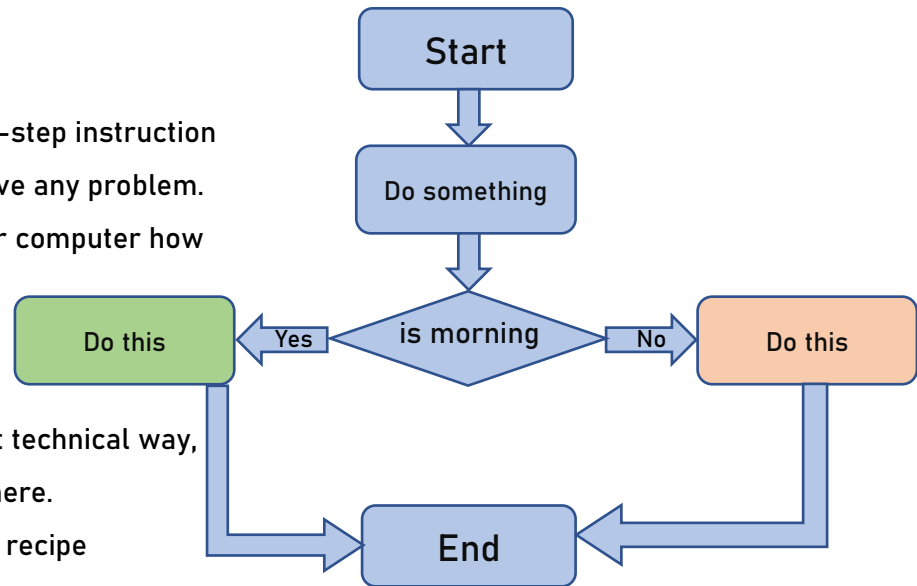 Start
-step instruction
Do something
ve any problem.
r computer how
is morning
Yes
No
Do this
Do this
t technical way,
here.
End
recipe